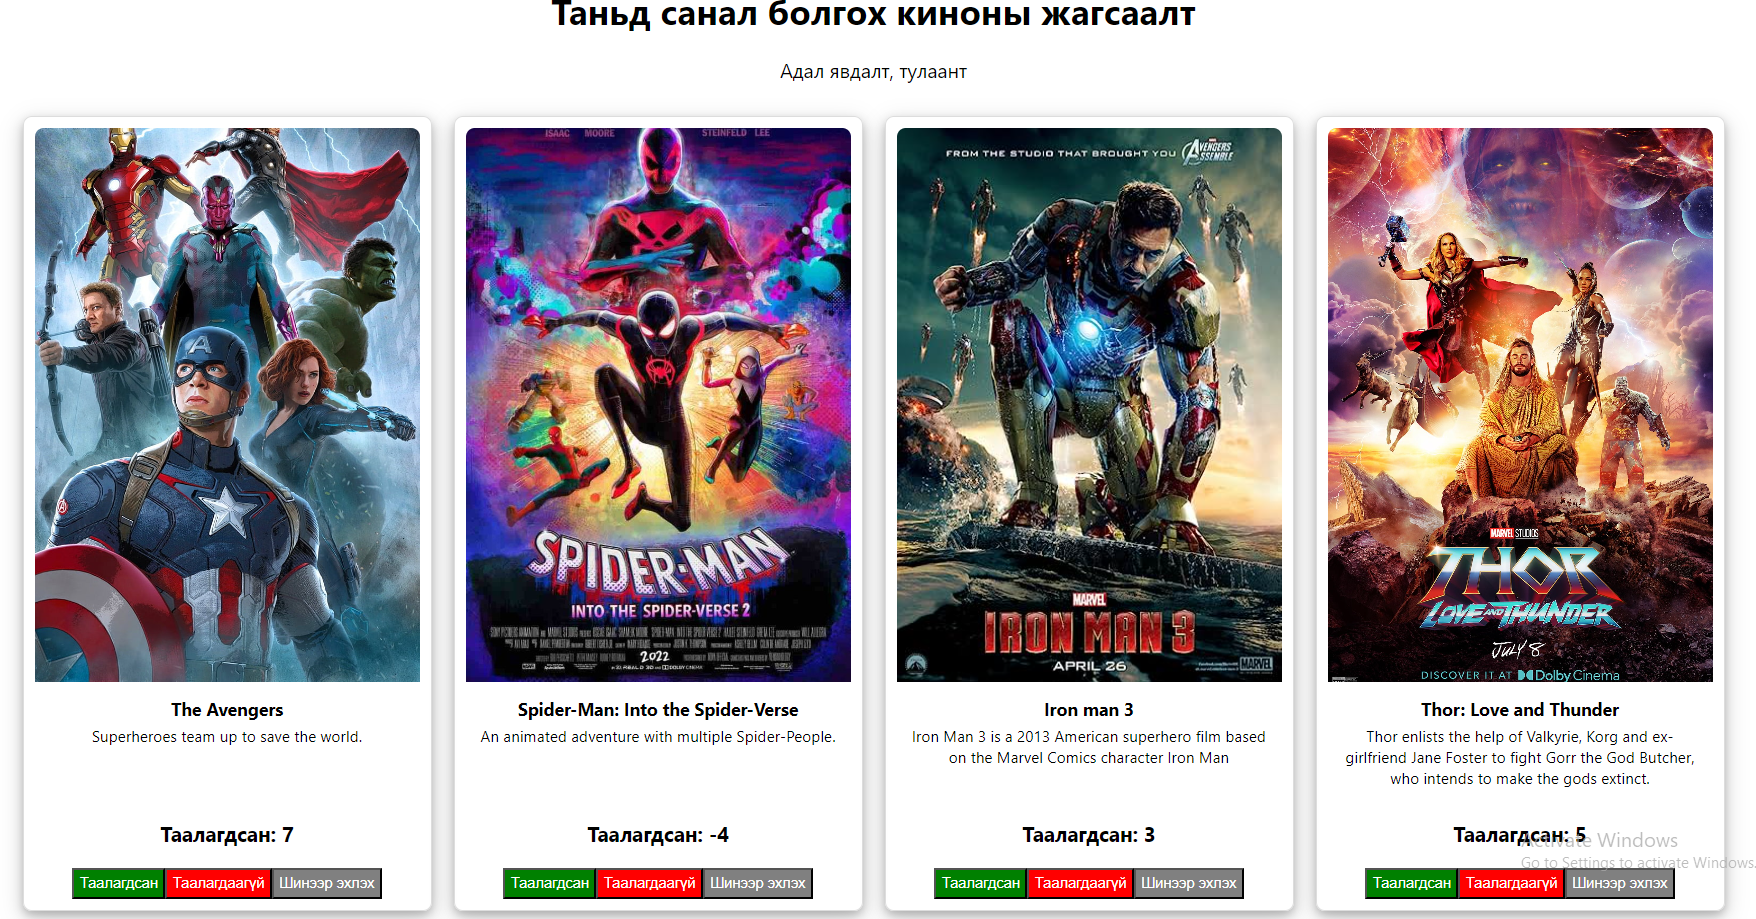 Таньд санал болгох киноны жагсаалт
Адал явдалт, тулаант
ISAAC MOORE STEINFELD LEE
SPIDER-MAN
INTO THE SPIDER-VERSE 2
2022
FROM THE STUDIO THAT BROUGHT YOU AVENGERS ASSEMBLE
MARVEL
IRON MAN 3
APRIL 26
MARVEL
MARVEL STUDIOS
THOR
LOVE AND THUNDER
JULY 8
DISCOVER IT AT Dolby Cinema
The Avengers
Superheroes team up to save the world.
Таалагдсан: 7
Таалагдсан Таалагдаагүй Шинээр эхлэх
Spider-Man: Into the Spider-Verse
An animated adventure with multiple Spider-People.
Таалагдсан: -4
Таалагдсан Таалагдаагүй Шинээр эхлэх
Iron man 3
Iron Man 3 is a 2013 American superhero film based
on the Marvel Comics character Iron Man
Таалагдсан: 3
Таалагдсан Таалагдаагүй Шинээр эхлэх
Thor: Love and Thunder
Thor enlists the help of Valkyrie, Korg and ex-
girlfriend Jane Foster to fight Gorr the God Butcher,
who intends to make the gods extinct.
Таалагдсан: 5
Таалагдсан Таалагдаагүй Шинээр эхлэх
Activate Windows
Go to Settings to activate Windows.